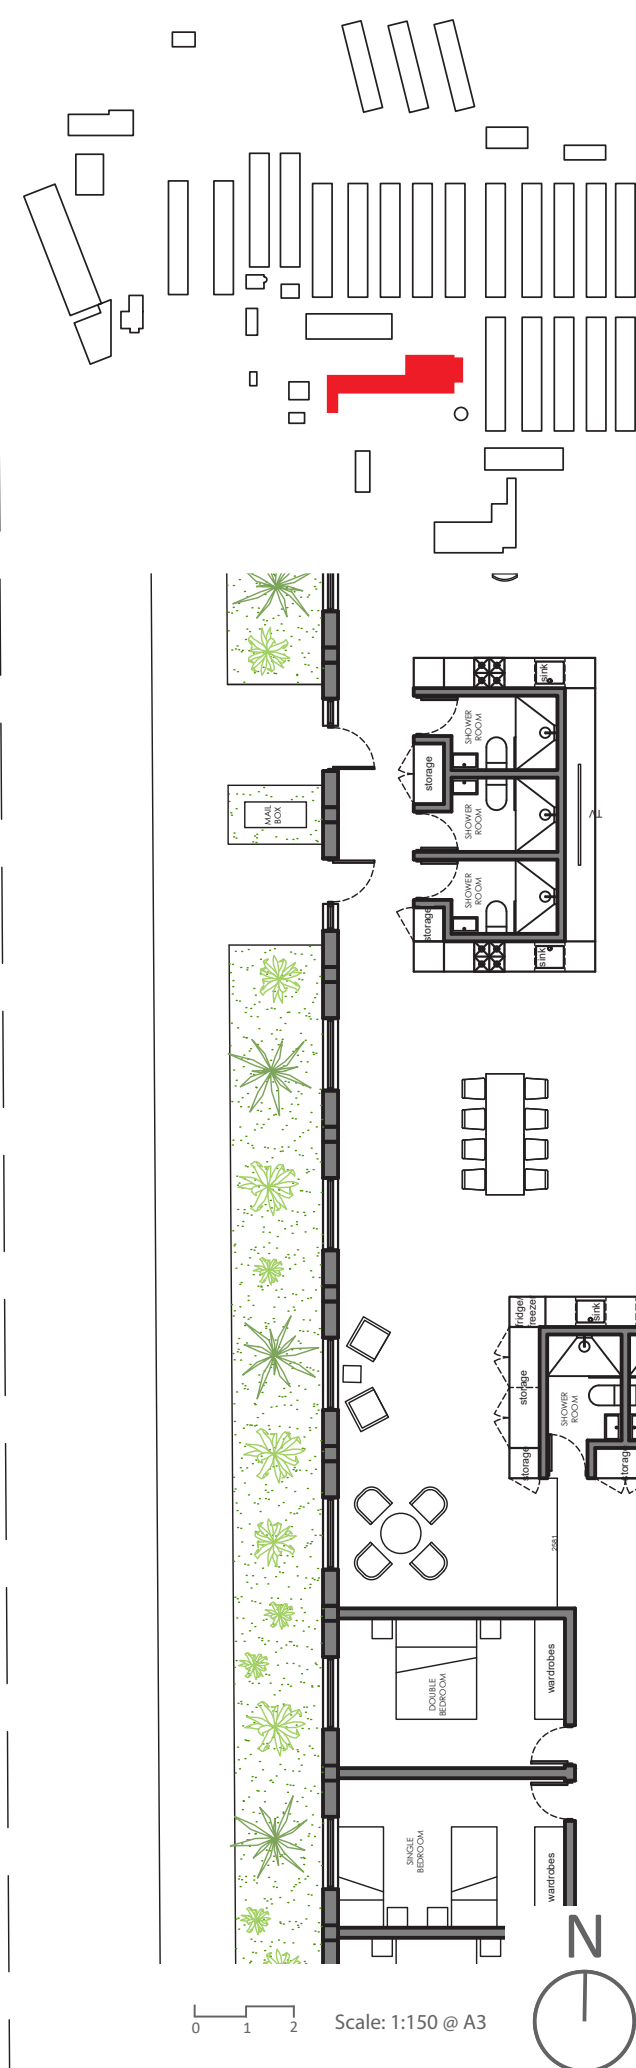 sink
SHOWER
ROOM
storage
SHOWER
ROOM
MAIL
BOX
TV
SHOWER
ROOM
storage
sink
fridge/
freezer
sink
storage
SHOWER
ROOM
storage
storage
2581
DOUBLE
BEDROOM
wardrobes
SINGLE
BEDROOM
wardrobes
N
0 1 2
Scale: 1:150 @ A3